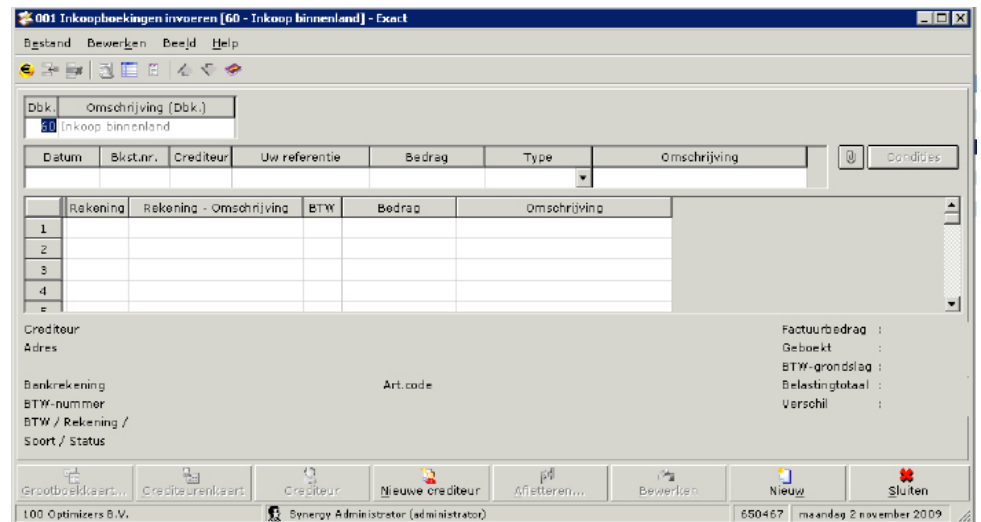 001 Inkoopboekingen invoeren [60 - Inkoop binnenland] - Exact
Bestand Bewerken Beeld Help
Dbk. Omschrijving (Dbk.)
60 Inkoop binnenland
Datum Bkst.nr. Crediteur Uw referentie Bedrag Type Omschrijving Condities
Rekening Rekening - Omschrijving BTW Bedrag Omschrijving
1
2
3
4
5
Crediteur Factuurbedrag :
Adres Geboekt :
BTW-grondslag :
Bankrekening Art.code Belastingtotaal :
BTW-nummer Verschil :
BTW / Rekening /
Soort / Status
Grootboekkaart... Crediteurenkaart Crediteur Nieuwe crediteur Afletteren... Bewerken Nieuw Sluiten
100 Optimizers B.V. Synergy Administrator (administrator) 650467 maandag 2 november 2009